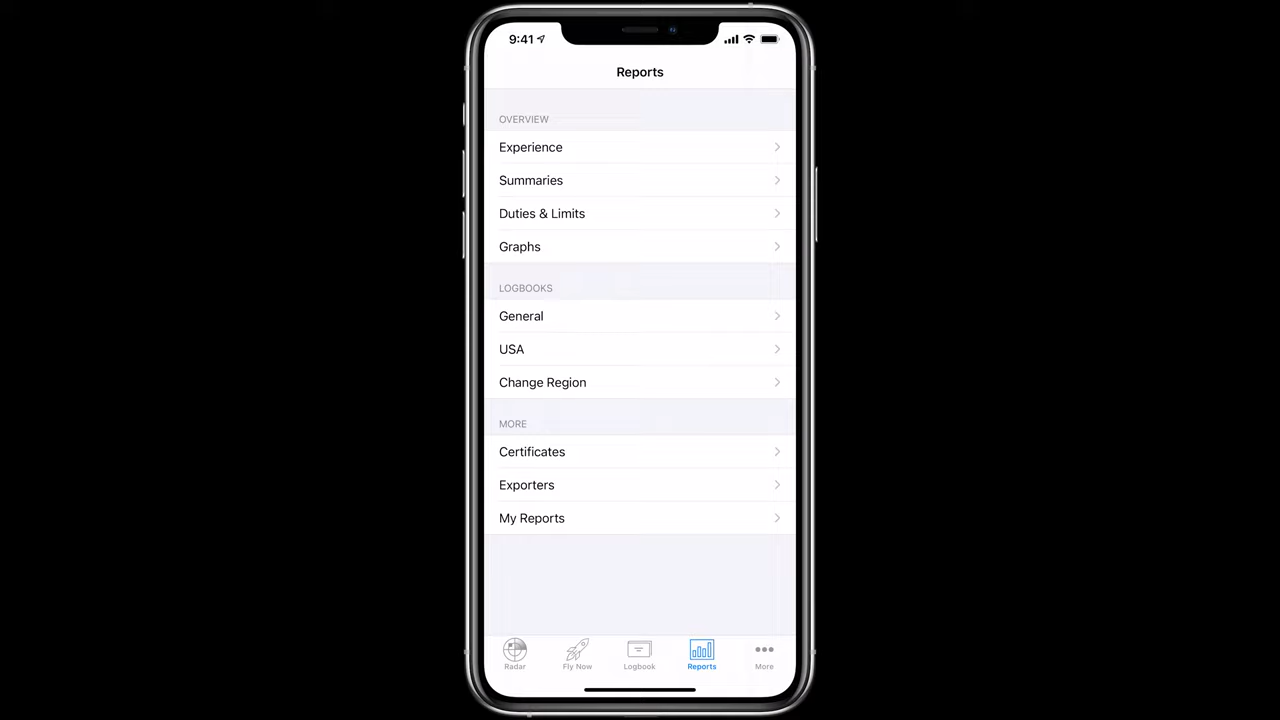 9:41
Reports
OVERVIEW
Experience
Summaries
Duties & Limits
Graphs
LOGBOOKS
General
USA
Change Region
MORE
Certificates
Exporters
My Reports
Radar Fly Now Logbook Reports More